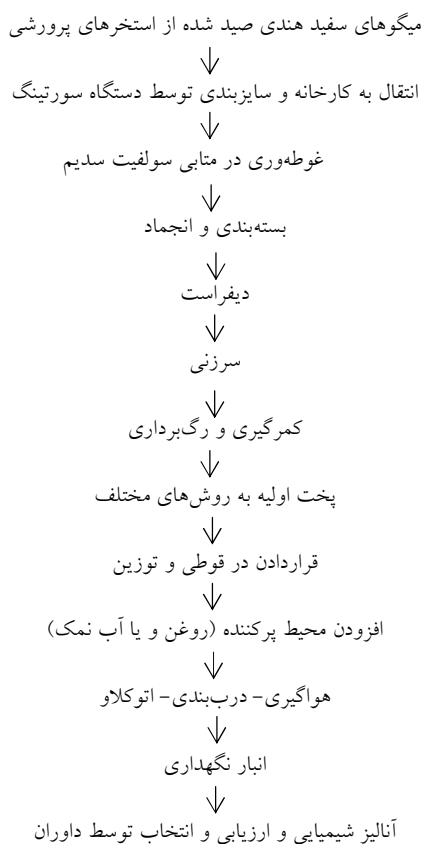 میگوهای سفید هندی صید شده از استخرهای پرورشی
انتقال به کارخانه و سایزبندی توسط دستگاه سورتینگ
غوطه‌وری در متابی سولفیت سدیم
بسته‌بندی و انجماد
دیفراست
سرزنی
کمرگیری و رگ‌برداری
پخت اولیه به روش‌های مختلف
قراردادن در قوطی و توزین
افزودن محیط پرکننده (روغن و یا آب نمک)
هواگیری- درب‌بندی- اتوکلاو
انبار نگهداری
آنالیز شیمیایی و ارزیابی و انتخاب توسط داوران